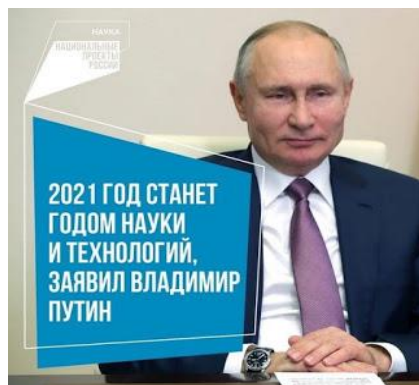 НАУКА
НАЦИОНАЛЬНЫЕ
ПРОЕКТЫ
РОССИИ
2021 ГОД СТАНЕТ
ГОДОМ НАУКИ
И ТЕХНОЛОГИЙ,
ЗАЯВИЛ ВЛАДИМИР
ПУТИН